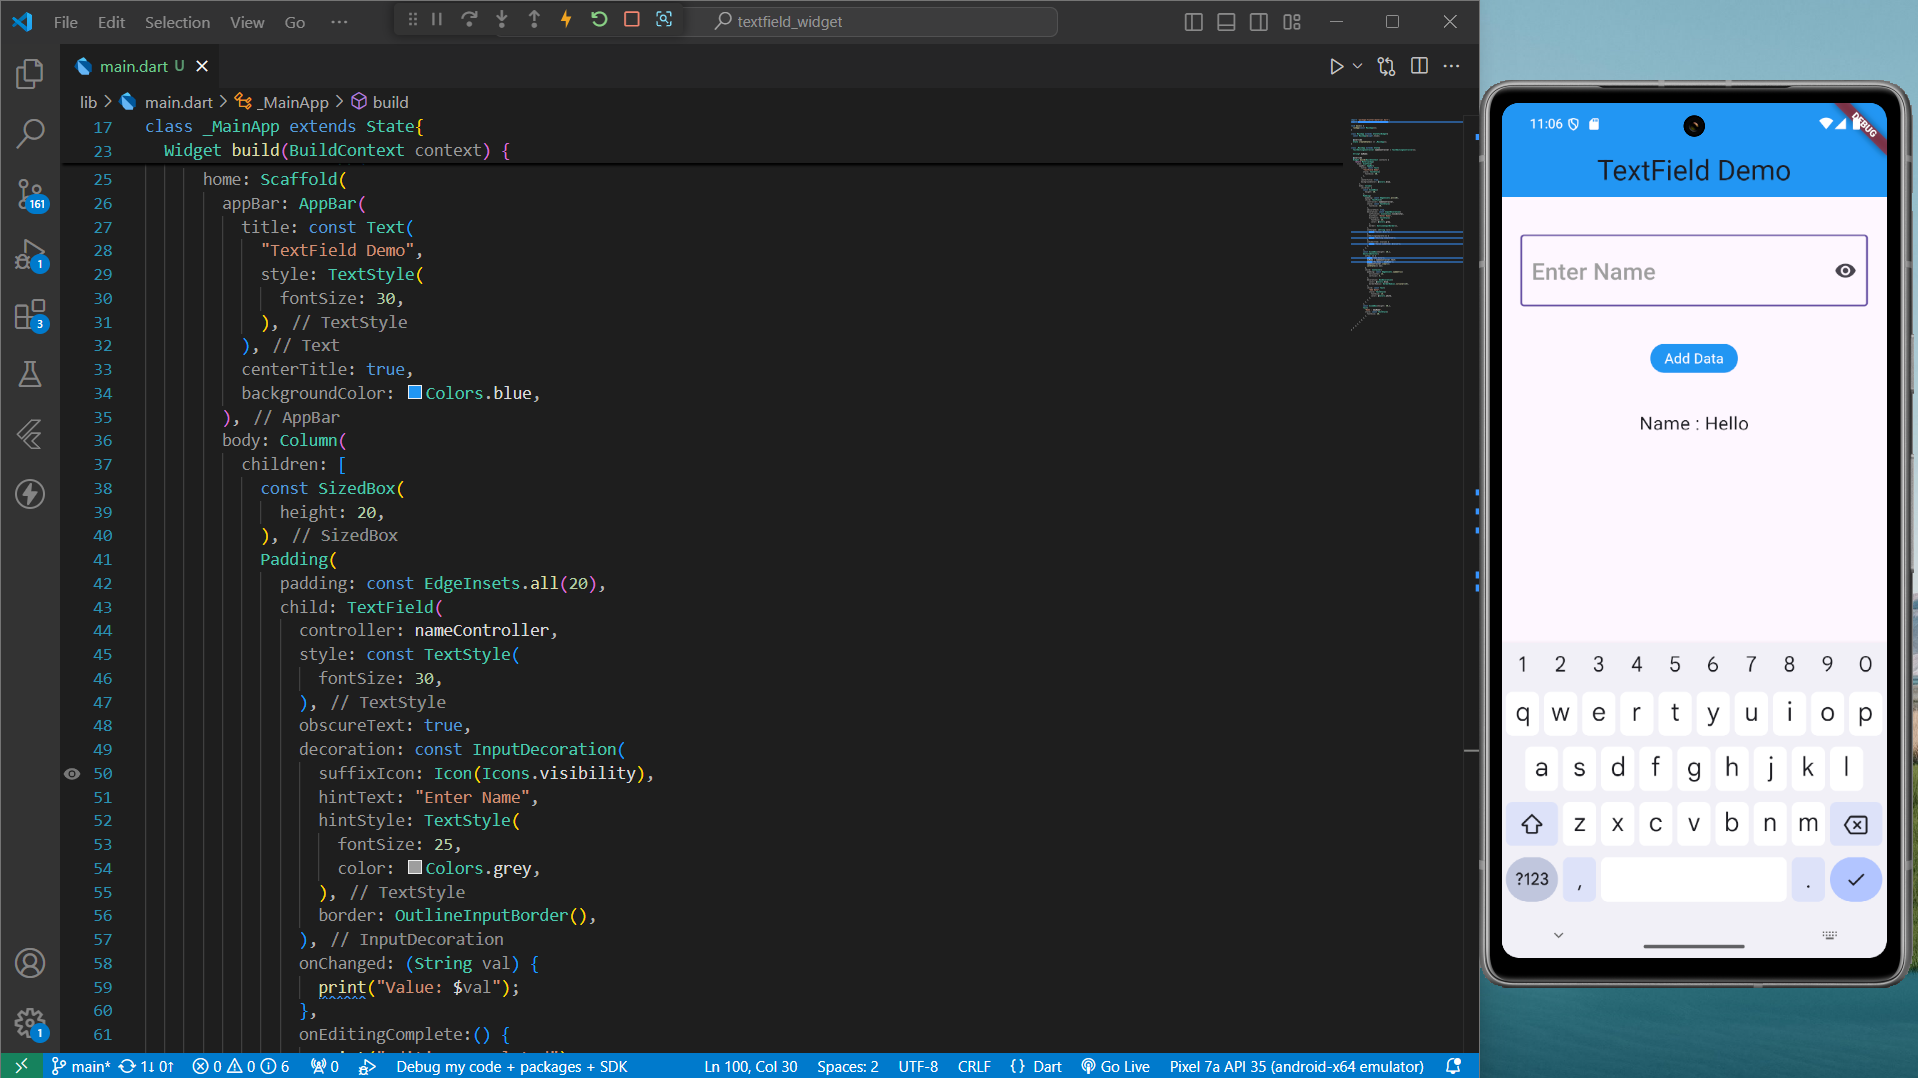 File Edit Selection View Go ···
textfield_widget
main.dart U
lib > main.dart > _MainApp > build
17 class _MainApp extends State{
23 Widget build(BuildContext context) {
25 home: Scaffold(
26 appBar: AppBar(
27 title: const Text(
28 "TextField Demo",
29 style: TextStyle(
30 fontSize: 30,
31 ), // TextStyle
32 ), // Text
33 centerTitle: true,
34 backgroundColor: Colors.blue,
35 ), // AppBar
36 body: Column(
37 children: [
38 const SizedBox(
39 height: 20,
40 ), // SizedBox
41 Padding(
42 padding: const EdgeInsets.all(20),
43 child: TextField(
44 controller: nameController,
45 style: const TextStyle(
46 fontSize: 30,
47 ), // TextStyle
48 obscureText: true,
49 decoration: const InputDecoration(
50 suffixIcon: Icon(Icons.visibility),
51 hintText: "Enter Name",
52 hintStyle: TextStyle(
53 fontSize: 25,
54 color: Colors.grey,
55 ), // TextStyle
56 border: OutlineInputBorder(),
57 ), // InputDecoration
58 onChanged: (String val) {
59 print("Value: $val");
60 },
61 onEditingComplete:() {
161
1
3
1
main* 1↓ 0↑ 0 0 6 0 Debug my code + packages + SDK
Ln 100, Col 30 Spaces: 2 UTF-8 CRLF {} Dart Go Live Pixel 7a API 35 (android-x64 emulator)
11:06
DEBUG
TextField Demo
Enter Name
Add Data
Name : Hello
1 2 3 4 5 6 7 8 9 0
q w e r t y u i o p
a s d f g h j k l
z x c v b n m
?123 , .